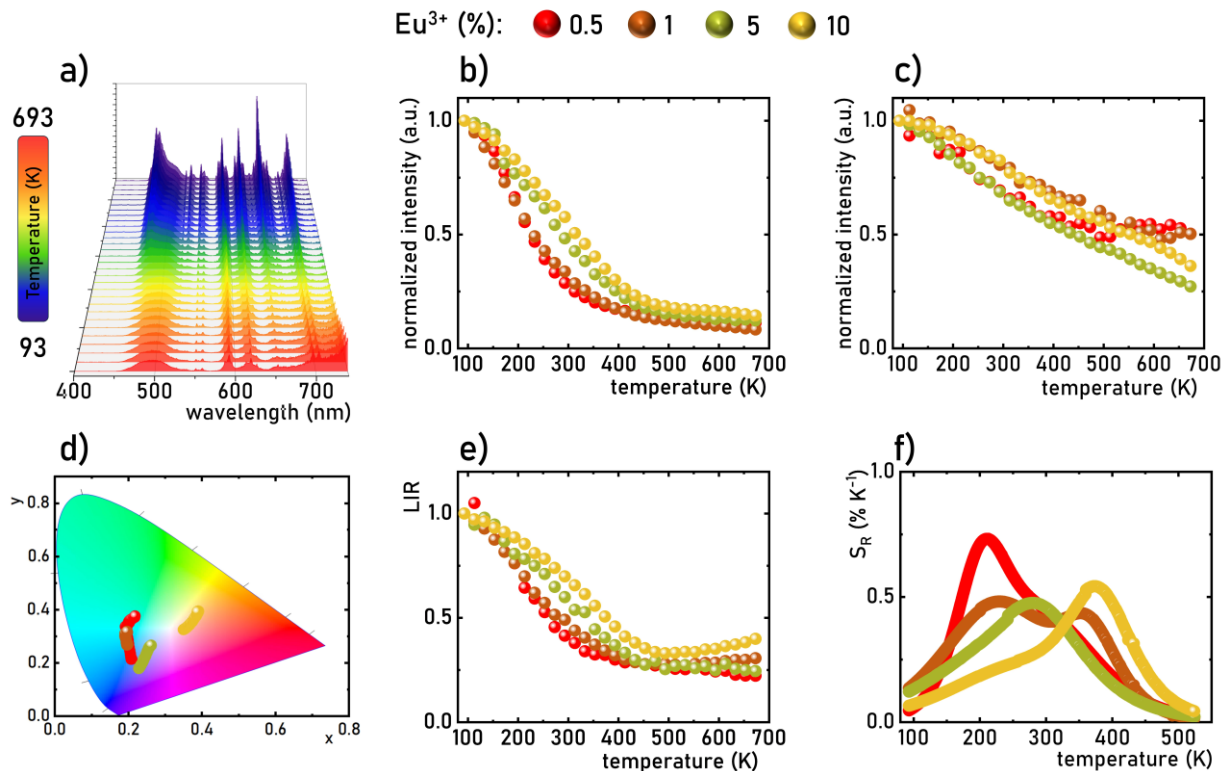 Eu³⁺ (%): 0.5 1 5 10
a)
693
Temperature (K)
93
400 500 600 700
wavelength (nm)
b)
normalized intensity (a.u.)
1.0
0.5
0.0
100 200 300 400 500 600 700
temperature (K)
c)
normalized intensity (a.u.)
1.0
0.5
0.0
100 200 300 400 500 600 700
temperature (K)
d)
y
0.8
0.6
0.4
0.2
0.0
0.0 0.2 0.4 0.6 0.8
x
e)
LIR
1.0
0.5
0.0
100 200 300 400 500 600 700
temperature (K)
f)
S_R (% K⁻¹)
1.0
0.5
0.0
100 200 300 400 500
temperature (K)